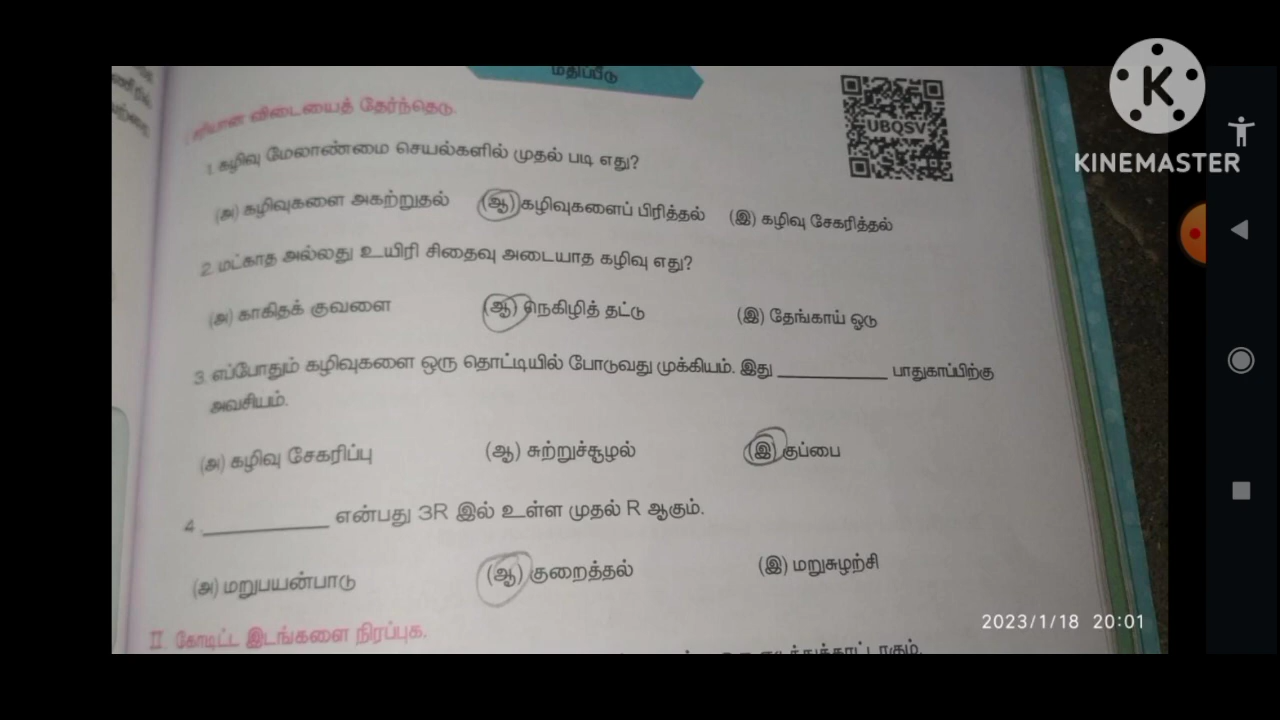 மதிப்பீடு
UBQSV
K
KINEMASTER
சரியான விடையைத் தேர்ந்தெடு.
1. கழிவு மேலாண்மை செயல்களில் முதல் படி எது?
(அ) கழிவுகளை அகற்றுதல் (ஆ) கழிவுகளைப் பிரித்தல் (இ) கழிவு சேகரித்தல்
2. மட்காத அல்லது உயிரி சிதைவு அடையாத கழிவு எது?
(அ) காகிதக் குவளை (ஆ) நெகிழித் தட்டு (இ) தேங்காய் ஓடு
3. எப்போதும் கழிவுகளை ஒரு தொட்டியில் போடுவது முக்கியம். இது __________ பாதுகாப்பிற்கு
அவசியம்.
(அ) கழிவு சேகரிப்பு (ஆ) சுற்றுச்சூழல் (இ) குப்பை
4. __________ என்பது 3R இல் உள்ள முதல் R ஆகும்.
(அ) மறுபயன்பாடு (ஆ) குறைத்தல் (இ) மறுசுழற்சி
II. கோடிட்ட இடங்களை நிரப்புக.
2023/1/18 20:01